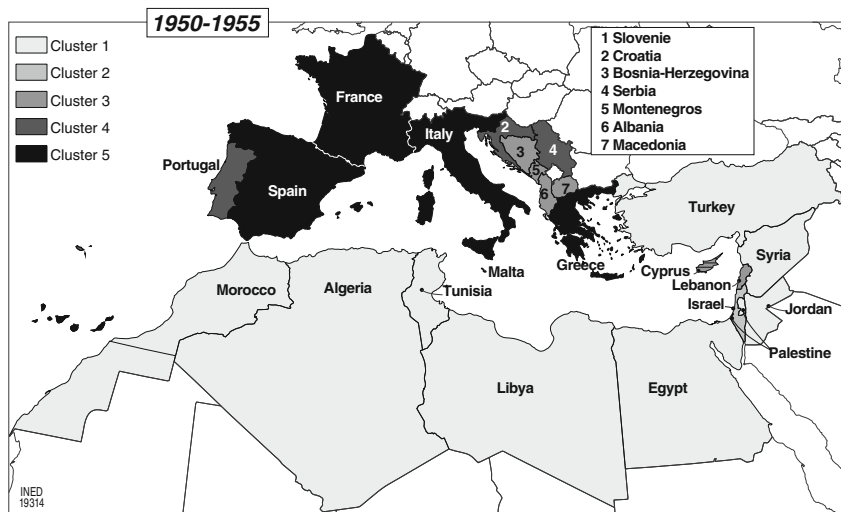 1950-1955
Cluster 1
Cluster 2
Cluster 3
Cluster 4
Cluster 5
1 Slovenie
2 Croatia
3 Bosnia-Herzegovina
4 Serbia
5 Montenegros
6 Albania
7 Macedonia
France
Italy
2
4
3
5
6
7
Portugal
Spain
Turkey
Greece
Malta
Cyprus
Syria
Lebanon
Israel
Jordan
Palestine
Morocco
Algeria
Tunisia
Libya
Egypt
INED
19314